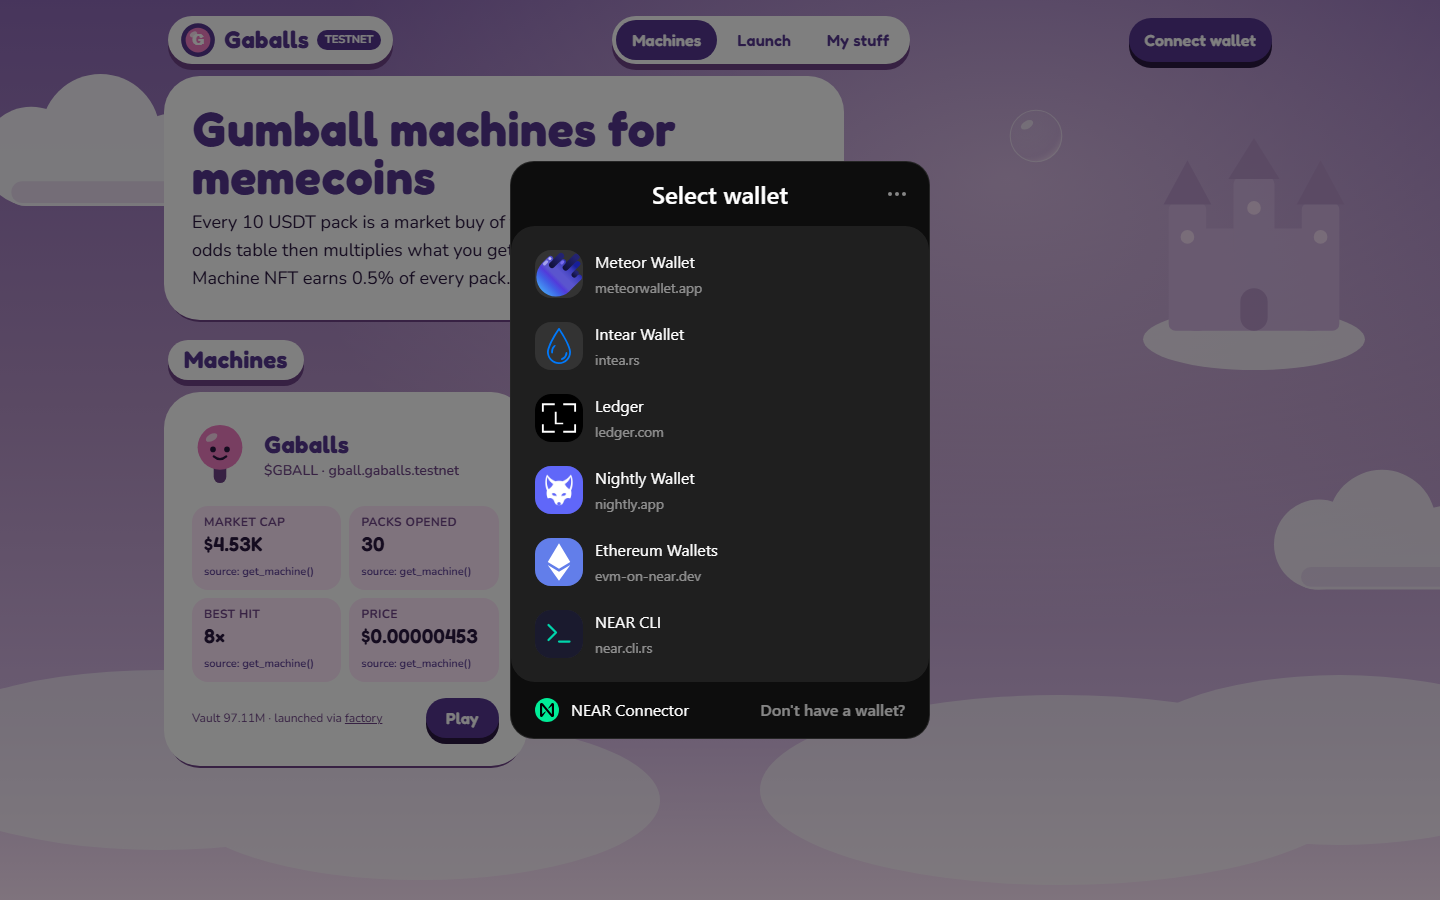 G
Gaballs TESTNET
Machines Launch My stuff
Connect wallet
Gumball machines for
memecoins
Every 10 USDT pack is a market buy of
odds table then multiplies what you get
Machine NFT earns 0.5% of every pack.
Machines
Gaballs
$GBALL · gball.gaballs.testnet
MARKET CAP
$4.53K
source: get_machine()
PACKS OPENED
30
source: get_machine()
BEST HIT
8×
source: get_machine()
PRICE
$0.00000453
source: get_machine()
Vault 97.11M · launched via factory
Play
Select wallet
Meteor Wallet
meteorwallet.app
Intear Wallet
intea.rs
L
Ledger
ledger.com
Nightly Wallet
nightly.app
Ethereum Wallets
evm-on-near.dev
NEAR CLI
near.cli.rs
NEAR Connector
Don't have a wallet?